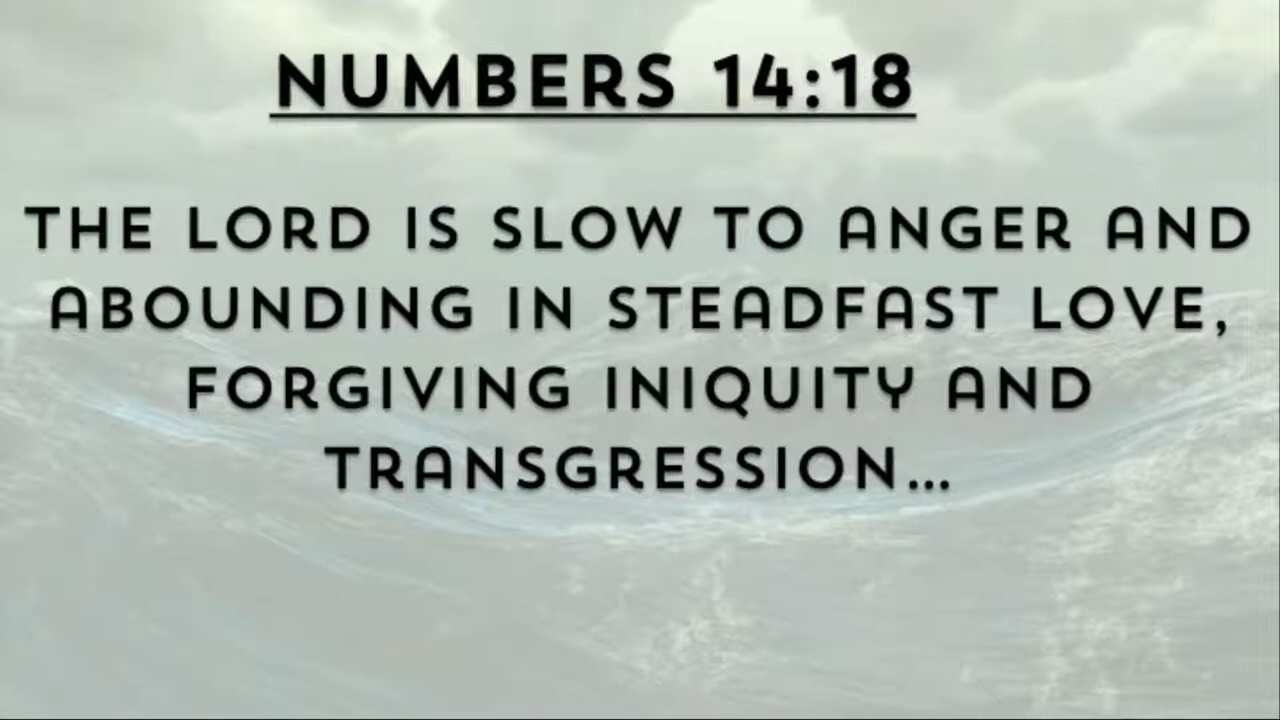 NUMBERS 14:18
THE LORD IS SLOW TO ANGER AND
ABOUNDING IN STEADFAST LOVE,
FORGIVING INIQUITY AND
TRANSGRESSION...